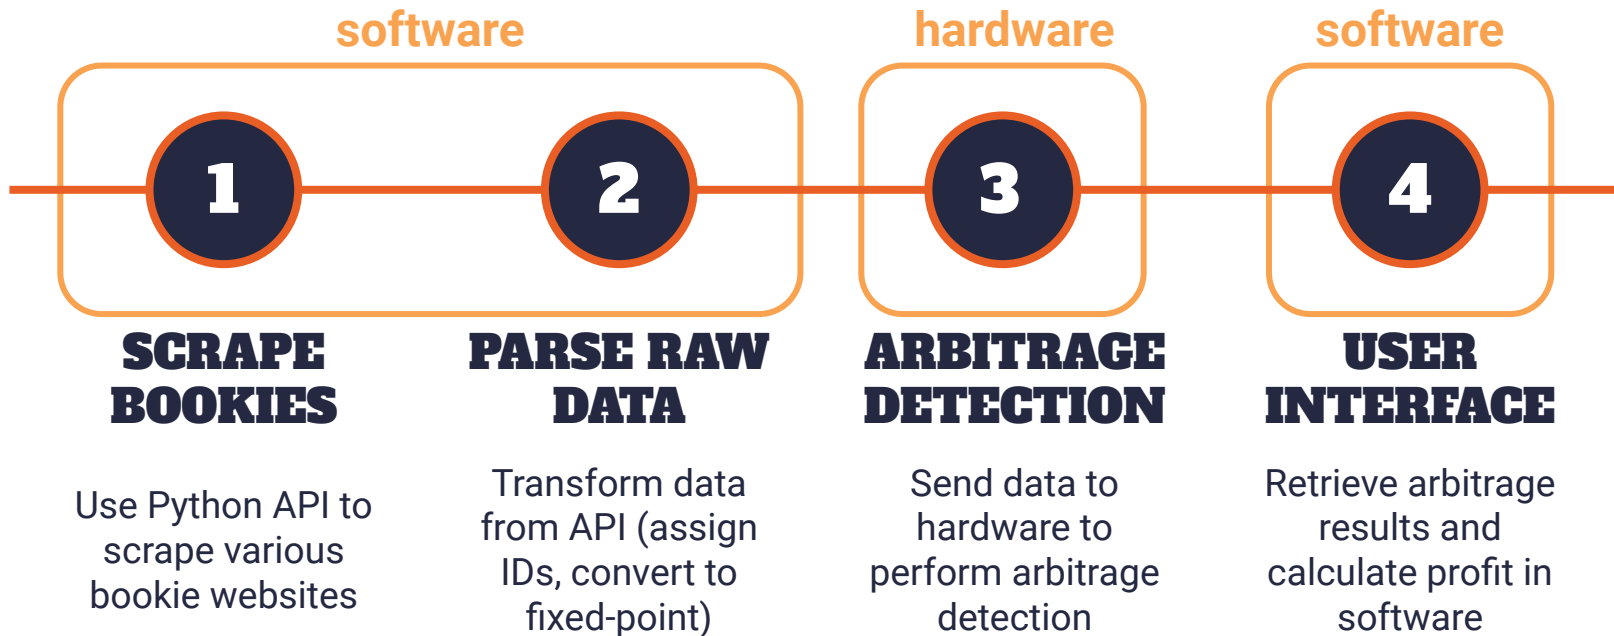 software
hardware
software
1
2
3
4
SCRAPE
BOOKIES
PARSE RAW
DATA
ARBITRAGE
DETECTION
USER
INTERFACE
Use Python API to
scrape various
bookie websites
Transform data
from API (assign
IDs, convert to
fixed-point)
Send data to
hardware to
perform arbitrage
detection
Retrieve arbitrage
results and
calculate profit in
software